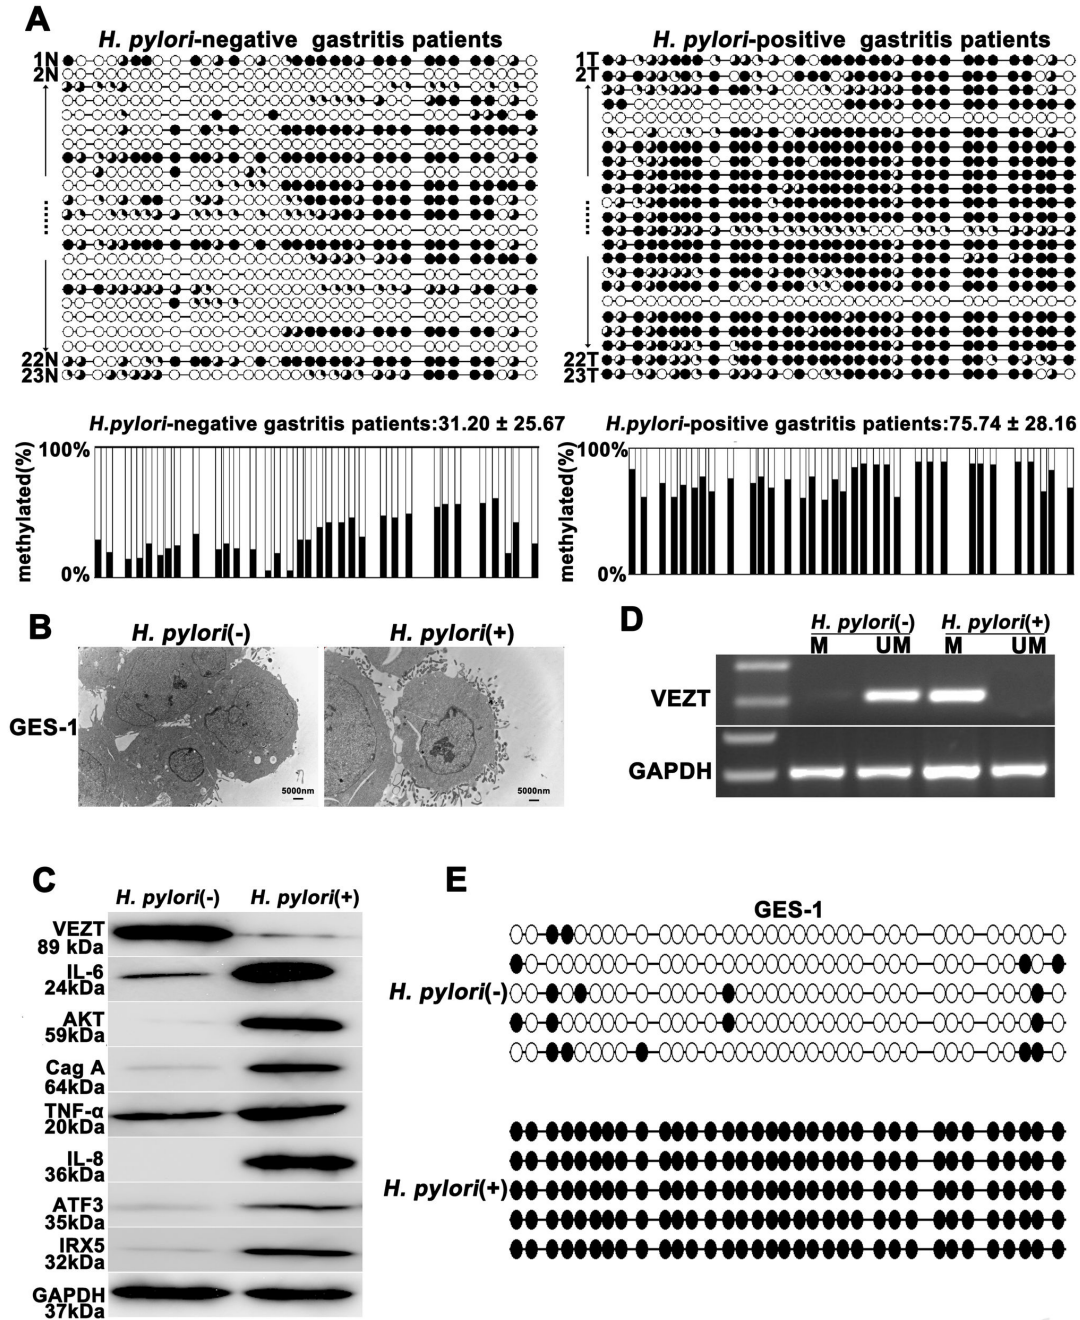 A
H. pylori-negative gastritis patients
H. pylori-positive gastritis patients
1N
2N
22N
23N
1T
2T
22T
23T
H.pylori-negative gastritis patients:31.20 ± 25.67
H.pylori-positive gastritis patients:75.74 ± 28.16
100%
methylated(%)
0%
100%
methylated(%)
0%
B
H. pylori(-)
H. pylori(+)
GES-1
5000nm
5000nm
D
H. pylori(-)
H. pylori(+)
M
UM
M
UM
VEZT
GAPDH
C
H. pylori(-)
H. pylori(+)
VEZT
89 kDa
IL-6
24kDa
AKT
59kDa
Cag A
64kDa
TNF-α
20kDa
IL-8
36kDa
ATF3
35kDa
IRX5
32kDa
GAPDH
37kDa
E
GES-1
H. pylori(-)
H. pylori(+)